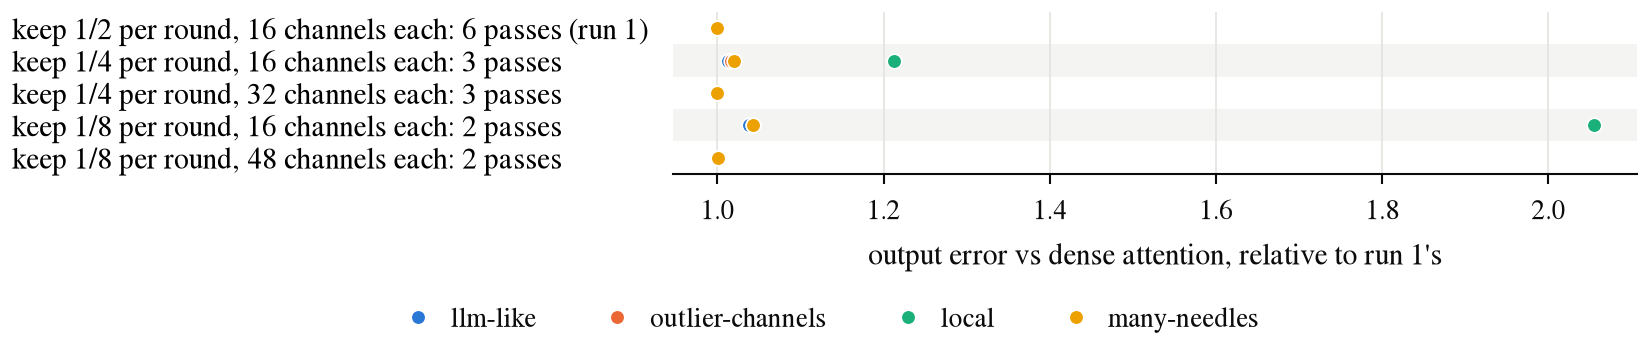 keep 1/2 per round, 16 channels each: 6 passes (run 1)
keep 1/4 per round, 16 channels each: 3 passes
keep 1/4 per round, 32 channels each: 3 passes
keep 1/8 per round, 16 channels each: 2 passes
keep 1/8 per round, 48 channels each: 2 passes
1.0 1.2 1.4 1.6 1.8 2.0
output error vs dense attention, relative to run 1's
llm-like outlier-channels local many-needles